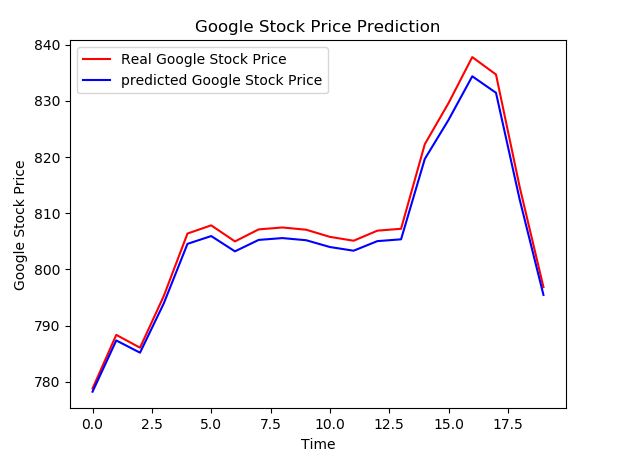 Google Stock Price Prediction
Real Google Stock Price
predicted Google Stock Price
Google Stock Price
840
830
820
810
800
790
780
0.0 2.5 5.0 7.5 10.0 12.5 15.0 17.5
Time